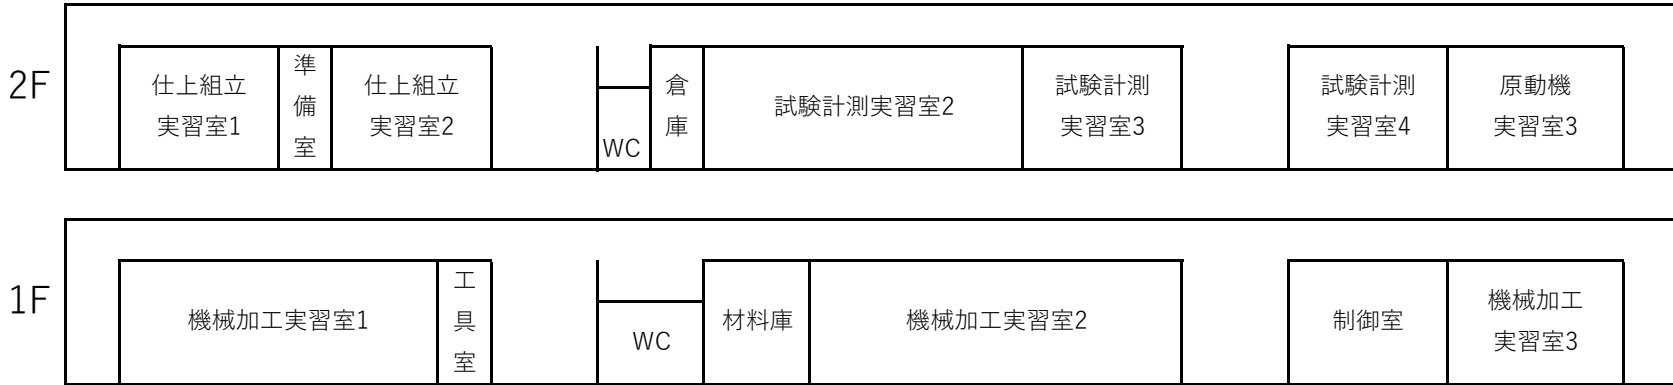 2F
仕上組立
実習室1
準備室
仕上組立
実習室2
WC
倉庫
試験計測実習室2
試験計測
実習室3
試験計測
実習室4
原動機
実習室3
1F
機械加工実習室1
工具室
WC
材料庫
機械加工実習室2
制御室
機械加工
実習室3